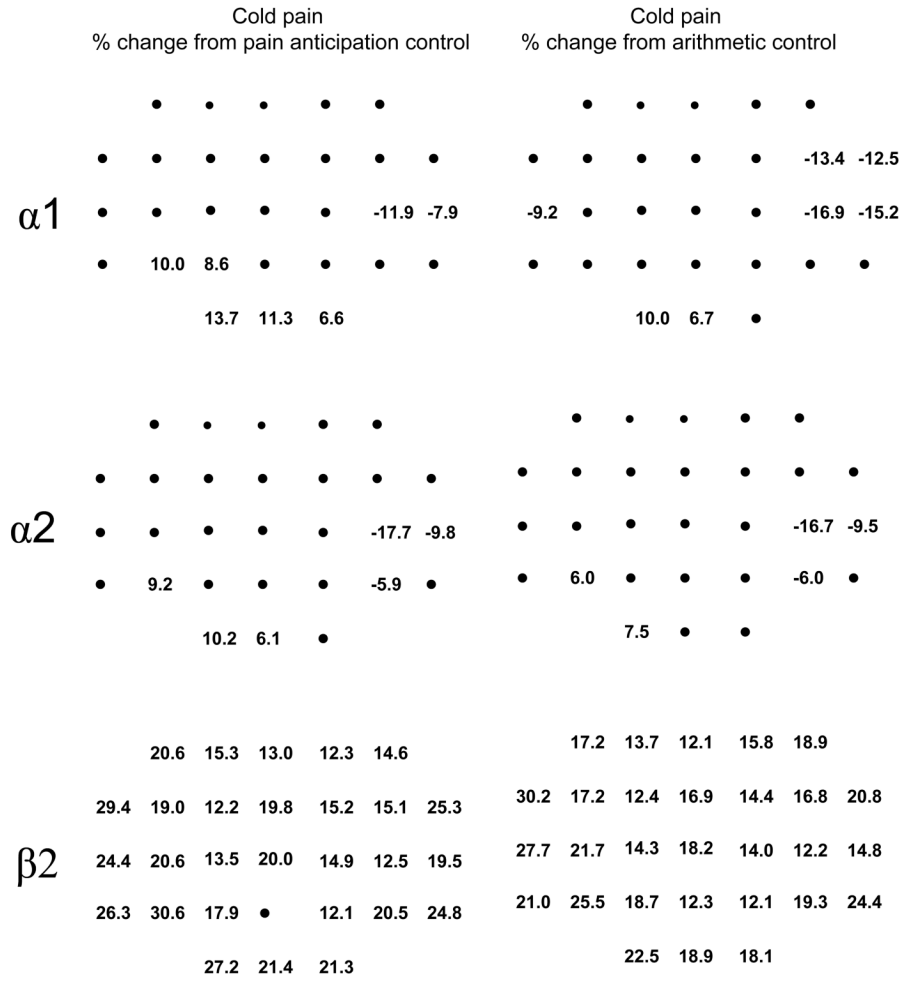 Cold pain Cold pain
% change from pain anticipation control % change from arithmetic control
-13.4 -12.5
α1 -11.9 -7.9 -9.2 -16.9 -15.2
10.0 8.6
13.7 11.3 6.6 10.0 6.7
α2 -17.7 -9.8 -16.7 -9.5
9.2 -5.9 6.0 -6.0
10.2 6.1 7.5
20.6 15.3 13.0 12.3 14.6 17.2 13.7 12.1 15.8 18.9
29.4 19.0 12.2 19.8 15.2 15.1 25.3 30.2 17.2 12.4 16.9 14.4 16.8 20.8
β2 24.4 20.6 13.5 20.0 14.9 12.5 19.5 27.7 21.7 14.3 18.2 14.0 12.2 14.8
26.3 30.6 17.9 12.1 20.5 24.8 21.0 25.5 18.7 12.3 12.1 19.3 24.4
27.2 21.4 21.3 22.5 18.9 18.1